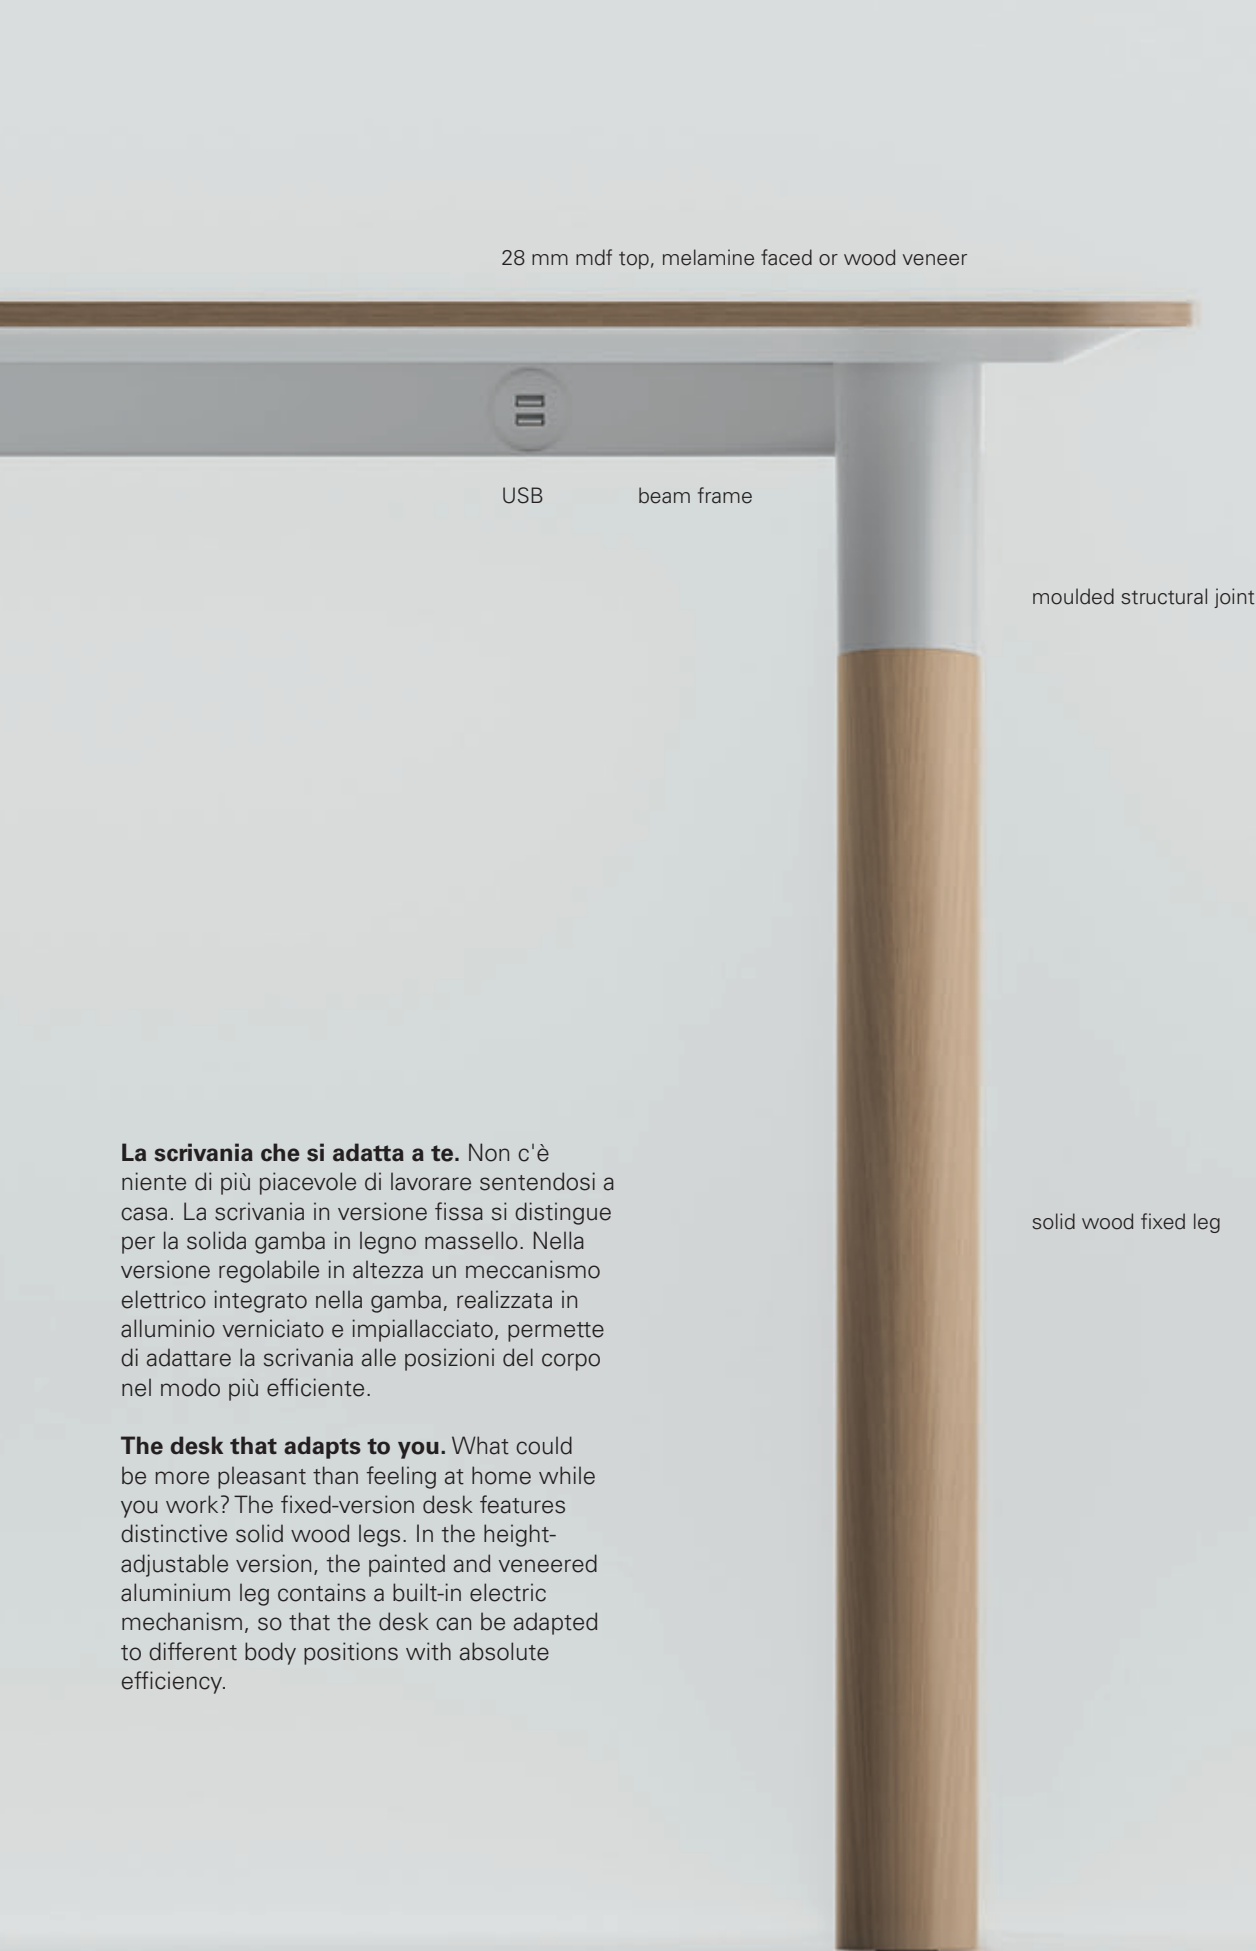 28 mm mdf top, melamine faced or wood veneer
USB
beam frame
moulded structural joint
solid wood fixed leg
La scrivania che si adatta a te. Non c'è
niente di più piacevole di lavorare sentendosi a
casa. La scrivania in versione fissa si distingue
per la solida gamba in legno massello. Nella
versione regolabile in altezza un meccanismo
elettrico integrato nella gamba, realizzata in
alluminio verniciato e impiallacciato, permette
di adattare la scrivania alle posizioni del corpo
nel modo più efficiente.
The desk that adapts to you. What could
be more pleasant than feeling at home while
you work? The fixed-version desk features
distinctive solid wood legs. In the height-
adjustable version, the painted and veneered
aluminium leg contains a built-in electric
mechanism, so that the desk can be adapted
to different body positions with absolute
efficiency.